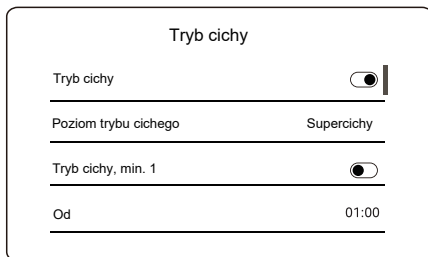 Tryb cichy
Tryb cichy
Poziom trybu cichego Supercichy
Tryb cichy, min. 1
Od 01:00